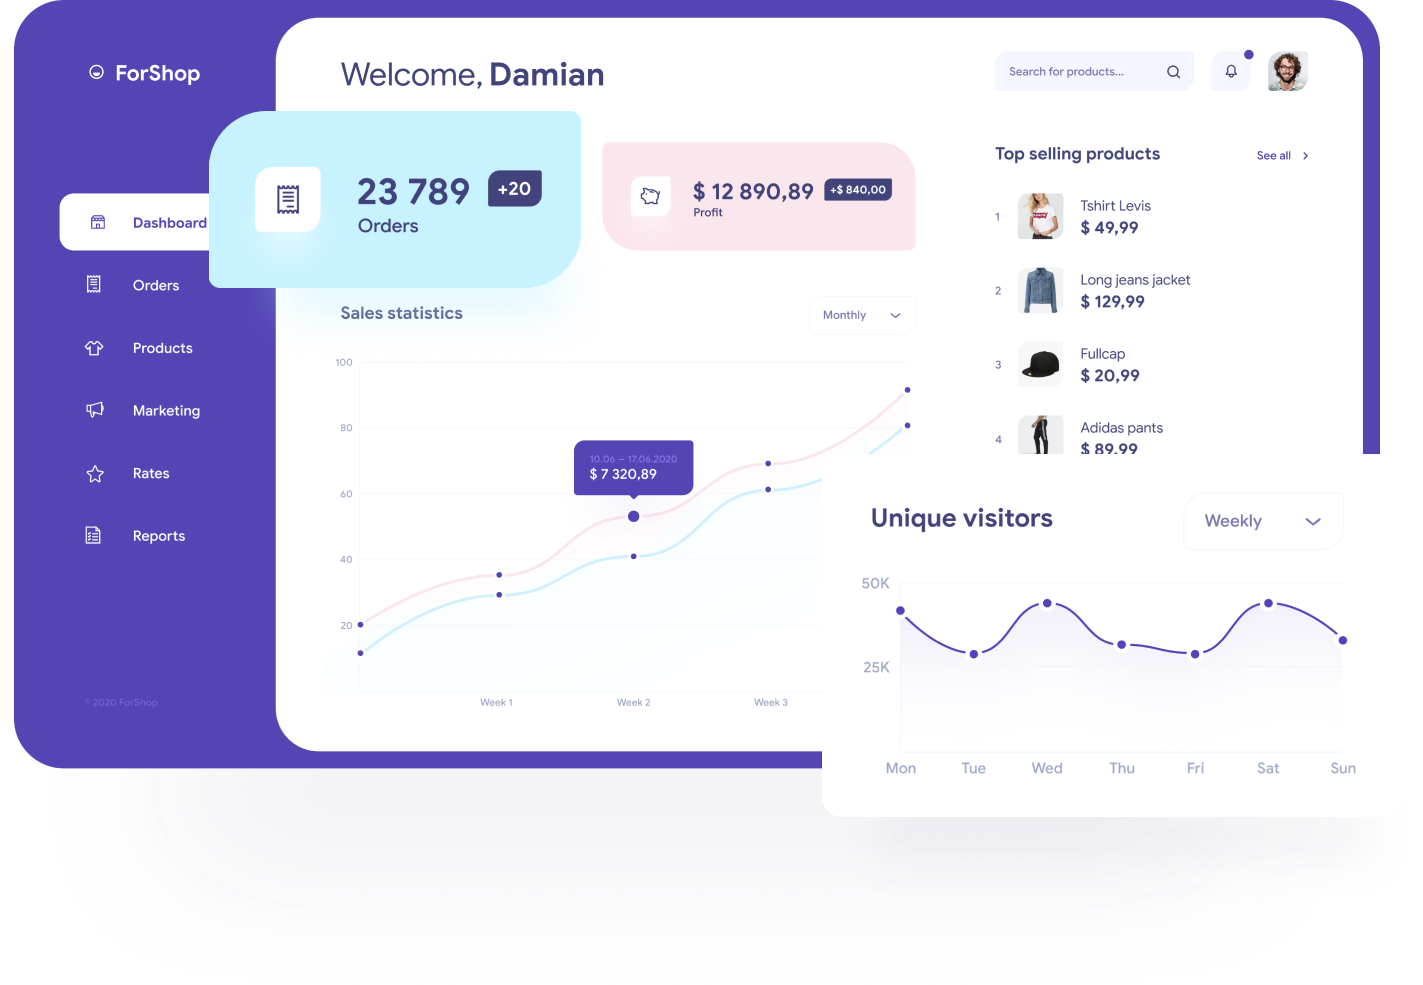 ForShop
Welcome, Damian
Search for products...
23 789
+20
Orders
$ 12 890,89
+$ 840,00
Profit
Top selling products
See all
1
Tshirt Levis
$ 49,99
2
Long jeans jacket
$ 129,99
3
Fullcap
$ 20,99
4
Adidas pants
$ 89,99
Dashboard
Orders
Products
Marketing
Rates
Reports
© 2020 ForShop
Sales statistics
Monthly
100
80
60
40
20
10.06 – 17.06.2020
$ 7 320,89
Week 1
Week 2
Week 3
Unique visitors
Weekly
50K
25K
Mon
Tue
Wed
Thu
Fri
Sat
Sun